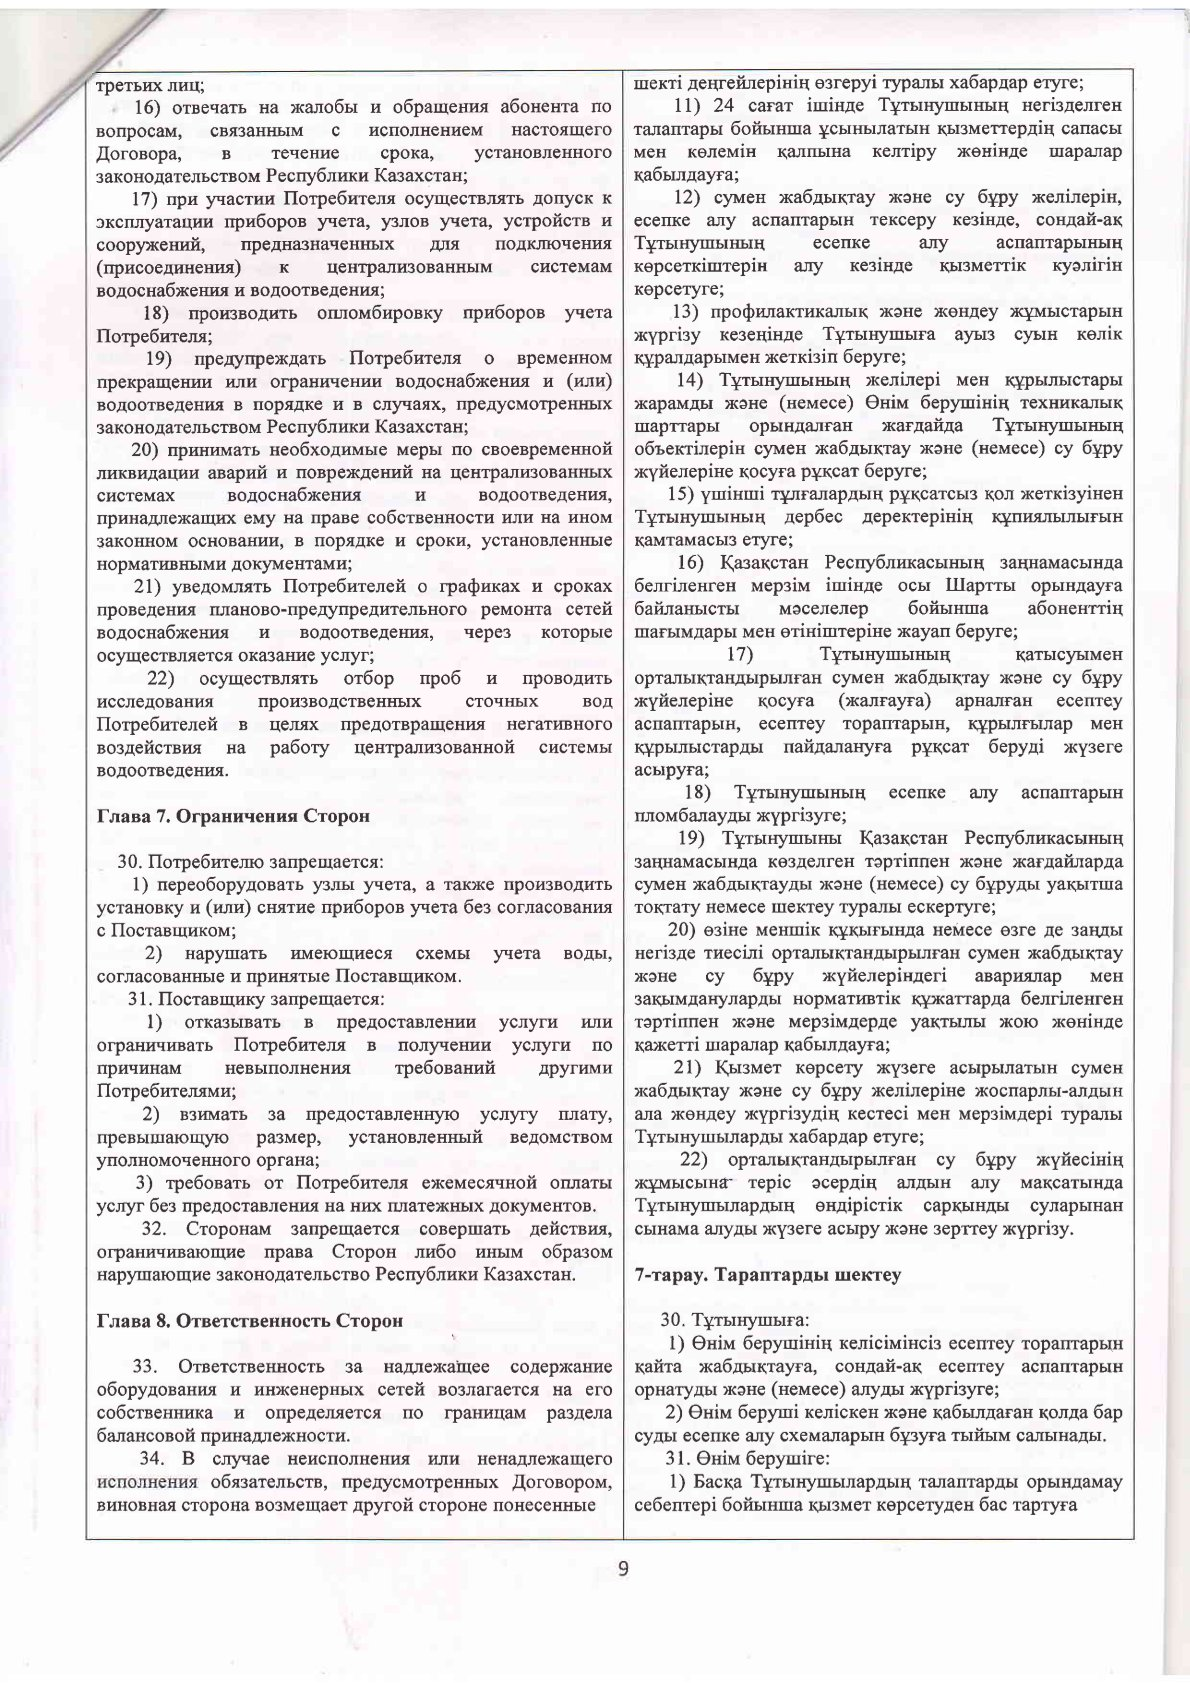 третьих лиц;
16) отвечать на жалобы и обращения абонента по
вопросам, связанным с исполнением настоящего
Договора, в течение срока, установленного
законодательством Республики Казахстан;
17) при участии Потребителя осуществлять допуск к
эксплуатации приборов учета, узлов учета, устройств и
сооружений, предназначенных для подключения
(присоединения) к централизованным системам
водоснабжения и водоотведения;
18) производить опломбировку приборов учета
Потребителя;
19) предупреждать Потребителя о временном
прекращении или ограничении водоснабжения и (или)
водоотведения в порядке и в случаях, предусмотренных
законодательством Республики Казахстан;
20) принимать необходимые меры по своевременной
ликвидации аварий и повреждений на централизованных
системах водоснабжения и водоотведения,
принадлежащих ему на праве собственности или на ином
законном основании, в порядке и сроки, установленные
нормативными документами;
21) уведомлять Потребителей о графиках и сроках
проведения планово-предупредительного ремонта сетей
водоснабжения и водоотведения, через которые
осуществляется оказание услуг;
22) осуществлять отбор проб и проводить
исследования производственных сточных вод
Потребителей в целях предотвращения негативного
воздействия на работу централизованной системы
водоотведения.
Глава 7. Ограничения Сторон
30. Потребителю запрещается:
1) переоборудовать узлы учета, а также производить
установку и (или) снятие приборов учета без согласования
с Поставщиком;
2) нарушать имеющиеся схемы учета воды,
согласованные и принятые Поставщиком.
31. Поставщику запрещается:
1) отказывать в предоставлении услуги или
ограничивать Потребителя в получении услуги по
причинам невыполнения требований другими
Потребителями;
2) взимать за предоставленную услугу плату,
превышающую размер, установленный ведомством
уполномоченного органа;
3) требовать от Потребителя ежемесячной оплаты
услуг без предоставления на них платежных документов.
32. Сторонам запрещается совершать действия,
ограничивающие права Сторон либо иным образом
нарушающие законодательство Республики Казахстан.
Глава 8. Ответственность Сторон
33. Ответственность за надлежащее содержание
оборудования и инженерных сетей возлагается на его
собственника и определяется по границам раздела
балансовой принадлежности.
34. В случае неисполнения или ненадлежащего
исполнения обязательств, предусмотренных Договором,
виновная сторона возмещает другой стороне понесенные
шекті деңгейлерінің өзгеруі туралы хабардар етуге;
11) 24 сағат ішінде Тұтынушының негізделген
талаптары бойынша ұсынылатын қызметтердің сапасы
мен көлемін қалпына келтіру жөнінде шаралар
қабылдауға;
12) сумен жабдықтау және су бұру желілерін,
есепке алу аспаптарын тексеру кезінде, сондай-ақ
Тұтынушының есепке алу аспаптарының
көрсеткіштерін алу кезінде қызметтік куәлігін
көрсетуге;
13) профилактикалық және жөндеу жұмыстарын
жүргізу кезеңінде Тұтынушыға ауыз суын көлік
құралдарымен жеткізіп беруге;
14) Тұтынушының желілері мен құрылыстары
жарамды және (немесе) Өнім берушінің техникалық
шарттары орындалған жағдайда Тұтынушының
объектілерін сумен жабдықтау және (немесе) су бұру
жүйелеріне қосуға рұқсат беруге;
15) үшінші тұлғалардың рұқсатсыз қол жеткізуінен
Тұтынушының дербес деректерінің құпиялылығын
қамтамасыз етуге;
16) Қазақстан Республикасының заңнамасында
белгіленген мерзім ішінде осы Шартты орындауға
байланысты мәселелер бойынша абоненттің
шағымдары мен өтініштеріне жауап беруге;
17) Тұтынушының қатысуымен
орталықтандырылған сумен жабдықтау және су бұру
жүйелеріне қосуға (жалғауға) арналған есептеу
аспаптарын, есептеу тораптарын, құрылғылар мен
құрылыстарды пайдалануға рұқсат беруді жүзеге
асыруға;
18) Тұтынушының есепке алу аспаптарын
пломбалауды жүргізуге;
19) Тұтынушыны Қазақстан Республикасының
заңнамасында көзделген тәртіппен және жағдайларда
сумен жабдықтауды және (немесе) су бұруды уақытша
тоқтату немесе шектеу туралы ескертуге;
20) өзіне меншік құқығында немесе өзге де заңды
негізде тиесілі орталықтандырылған сумен жабдықтау
және су бұру жүйелеріндегі авариялар мен
зақымдануларды нормативтік құжаттарда белгіленген
тәртіппен және мерзімдерде уақтылы жою жөнінде
қажетті шаралар қабылдауға;
21) Қызмет көрсету жүзеге асырылатын сумен
жабдықтау және су бұру желілеріне жоспарлы-алдын
ала жөндеу жүргізудің кестесі мен мерзімдері туралы
Тұтынушыларды хабардар етуге;
22) орталықтандырылған су бұру жүйесінің
жұмысына теріс әсердің алдын алу мақсатында
Тұтынушылардың өндірістік сарқынды суларынан
сынама алуды жүзеге асыру және зерттеу жүргізу.
7-тарау. Тараптарды шектеу
30. Тұтынушыға:
1) Өнім берушінің келісімінсіз есептеу тораптарын
қайта жабдықтауға, сондай-ақ есептеу аспаптарын
орнатуды және (немесе) алуды жүргізуге;
2) Өнім беруші келіскен және қабылдаған қолда бар
суды есепке алу схемаларын бұзуға тыйым салынады.
31. Өнім берушіге:
1) Басқа Тұтынушылардың талаптарды орындамау
себептері бойынша қызмет көрсетуден бас тартуға
9